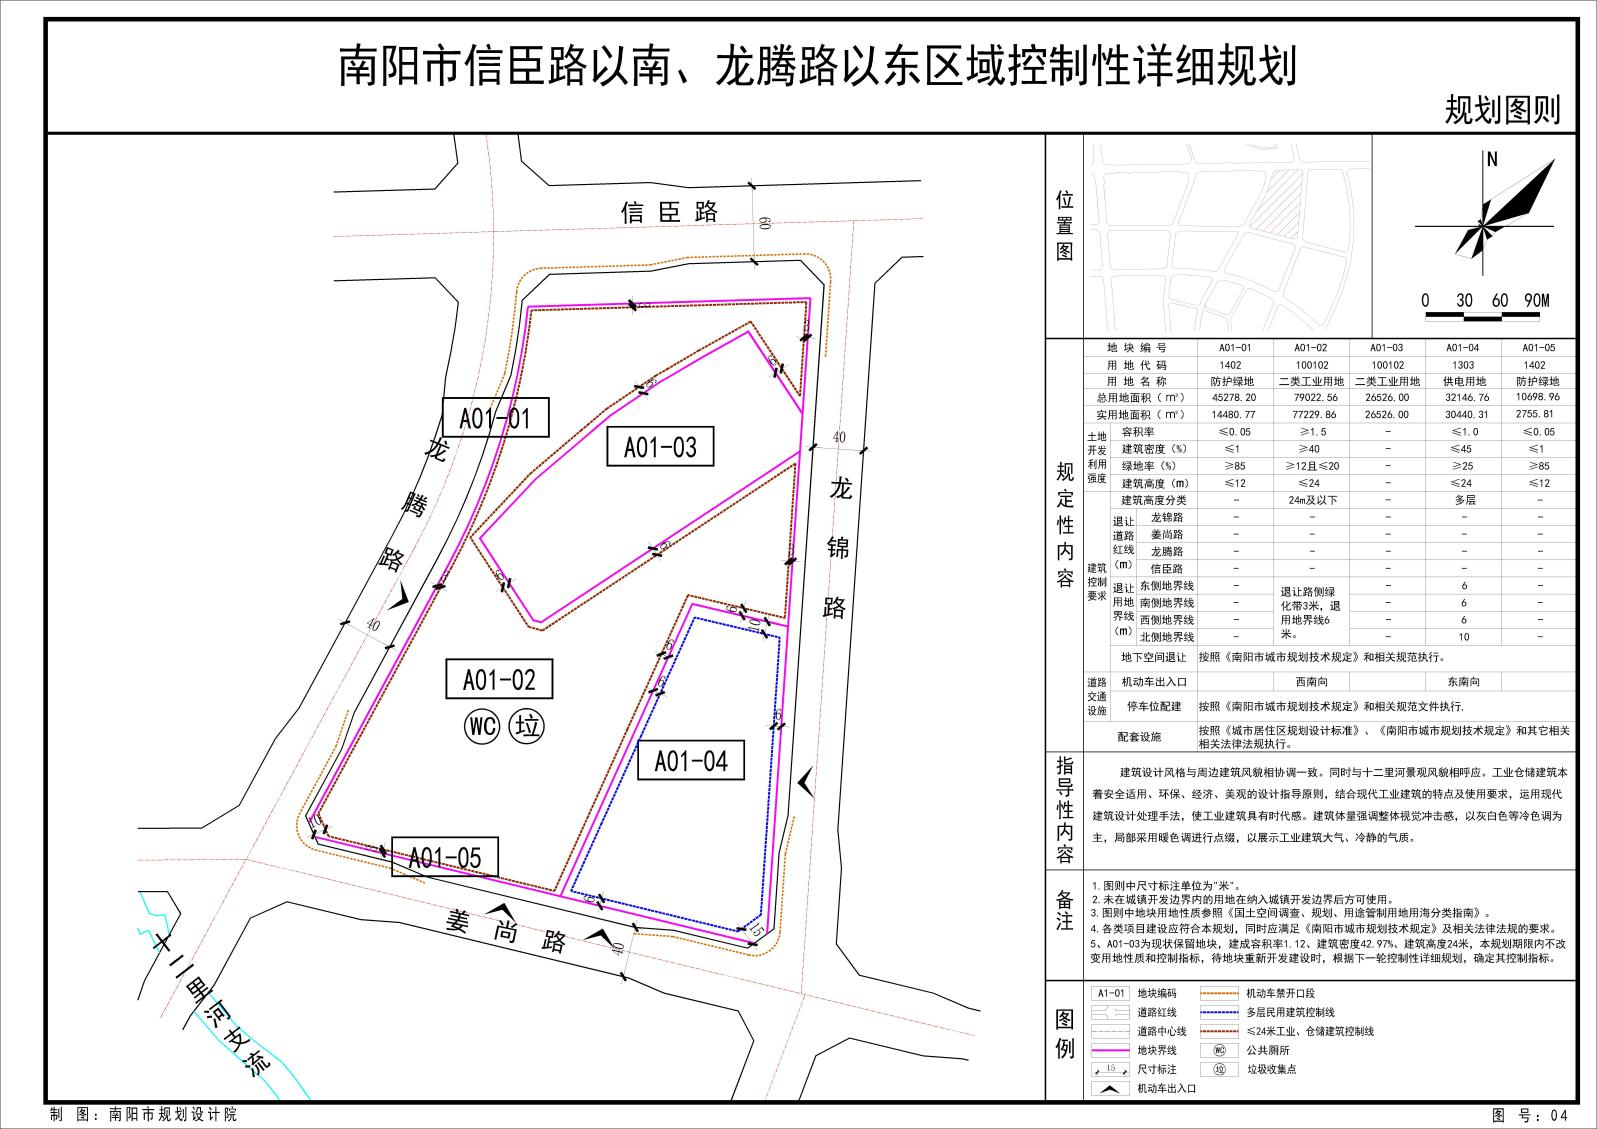 南阳市信臣路以南、龙腾路以东区域控制性详细规划
规划图则
信臣路
60
A01-01
A01-03
龙腾路
40
40
龙锦路
A01-02
WC 垃
A01-04
A01-05
15
姜尚路
40
十二里河支流
位置图
N
0 30 60 90M
规定性内容
地块编号 A01-01 A01-02 A01-03 A01-04 A01-05
用地代码 1402 100102 100102 1303 1402
用地名称 防护绿地 二类工业用地 二类工业用地 供电用地 防护绿地
总用地面积(㎡) 45278.20 79022.56 26526.00 32146.76 10698.96
实用地面积(㎡) 14480.77 77229.86 26526.00 30440.31 2755.81
土地开发利用强度
容积率 ≤0.05 ≥1.5 - ≤1.0 ≤0.05
建筑密度(%) ≤1 ≥40 - ≤45 ≤1
绿地率(%) ≥85 ≥12且≤20 - ≥25 ≥85
建筑高度(m) ≤12 ≤24 - ≤24 ≤12
建筑控制要求
建筑高度分类 - 24m及以下 - 多层 -
退让道路红线(m)
龙锦路 - - - - -
姜尚路 - - - - -
龙腾路 - - - - -
信臣路 - - - - -
退让用地界线(m)
退让路侧绿化带3米，退用地界线6米。
东侧地界线 - - 6 -
南侧地界线 - - 6 -
西侧地界线 - - 6 -
北侧地界线 - - 10 -
地下空间退让 按照《南阳市城市规划技术规定》和相关规范执行。
道路交通设施
机动车出入口 西南向 东南向
停车位配建 按照《南阳市城市规划技术规定》和相关规范文件执行.
配套设施 按照《城市居住区规划设计标准》、《南阳市城市规划技术规定》和其它相关
相关法律法规执行。
指导性内容
建筑设计风格与周边建筑风貌相协调一致。同时与十二里河景观风貌相呼应。工业仓储建筑本
着安全适用、环保、经济、美观的设计指导原则，结合现代工业建筑的特点及使用要求，运用现代
建筑设计处理手法，使工业建筑具有时代感。建筑体量强调整体视觉冲击感，以灰白色等冷色调为
主，局部采用暖色调进行点缀，以展示工业建筑大气、冷静的气质。
备注
1.图则中尺寸标注单位为"米"。
2.未在城镇开发边界内的用地在纳入城镇开发边界后方可使用。
3.图则中地块用地性质参照《国土空间调查、规划、用途管制用地用海分类指南》。
4.各类项目建设应符合本规划，同时应满足《南阳市城市规划技术规定》及相关法律法规的要求。
5、A01-03为现状保留地块，建成容积率1.12、建筑密度42.97%、建筑高度24米，本规划期限内不改
变用地性质和控制指标，待地块重新开发建设时，根据下一轮控制性详细规划，确定其控制指标。
图例
A1-01 地块编码 机动车禁开口段
道路红线 多层民用建筑控制线
道路中心线 ≤24米工业、仓储建筑控制线
地块界线 WC 公共厕所
15 尺寸标注 垃 垃圾收集点
机动车出入口
制 图：南阳市规划设计院
图 号：04